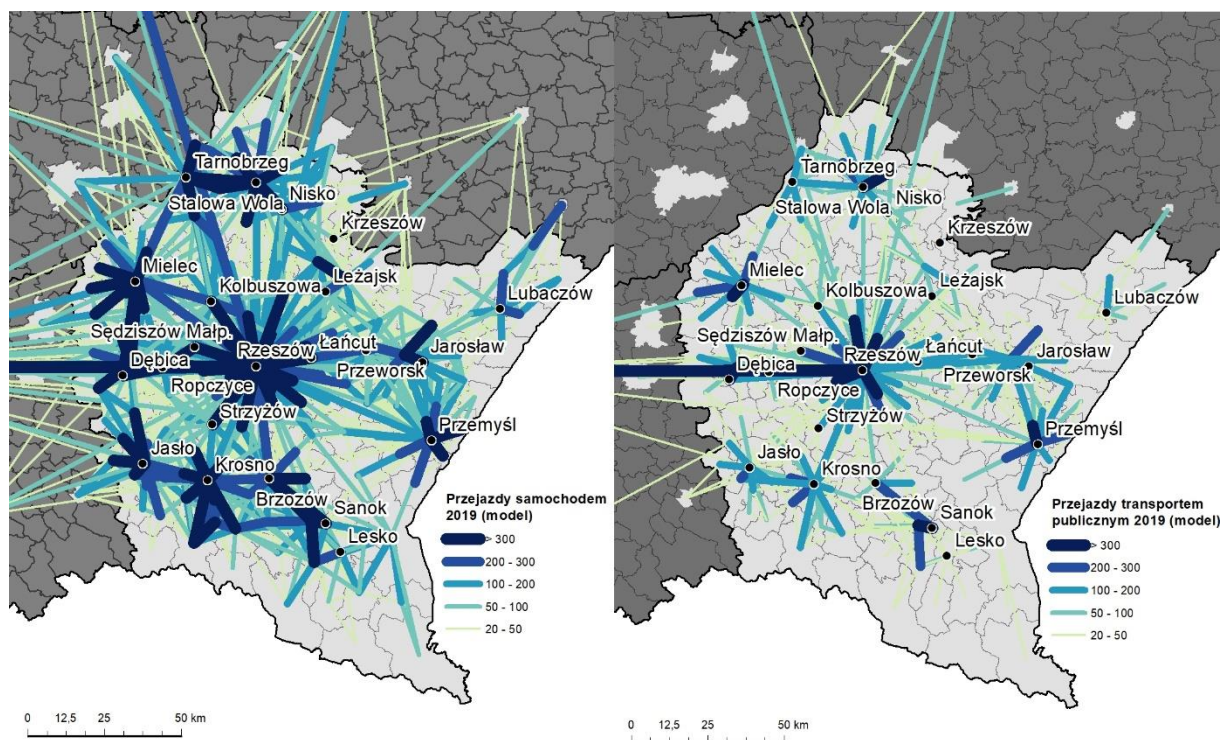 Tarnobrzeg
Stalowa Wola
Nisko
Krzeszów
Mielec
Leżajsk
Kolbuszowa
Lubaczów
Sędziszów Małp.
Łańcut
Rzeszów
Jarosław
Dębica
Ropczyce
Przeworsk
Strzyżów
Przemyśl
Jasło
Krosno
Brzozów
Sanok
Lesko
Przejazdy samochodem
2019 (model)
> 300
200 - 300
100 - 200
50 - 100
20 - 50
0 12,5 25 50 km
Tarnobrzeg
Stalowa Wola
Nisko
Krzeszów
Mielec
Leżajsk
Kolbuszowa
Lubaczów
Sędziszów Małp.
Łańcut
Rzeszów
Jarosław
Dębica
Ropczyce
Przeworsk
Strzyżów
Przemyśl
Jasło
Krosno
Brzozów
Sanok
Lesko
Przejazdy transportem
publicznym 2019 (model)
> 300
200 - 300
100 - 200
50 - 100
20 - 50
0 12,5 25 50 km